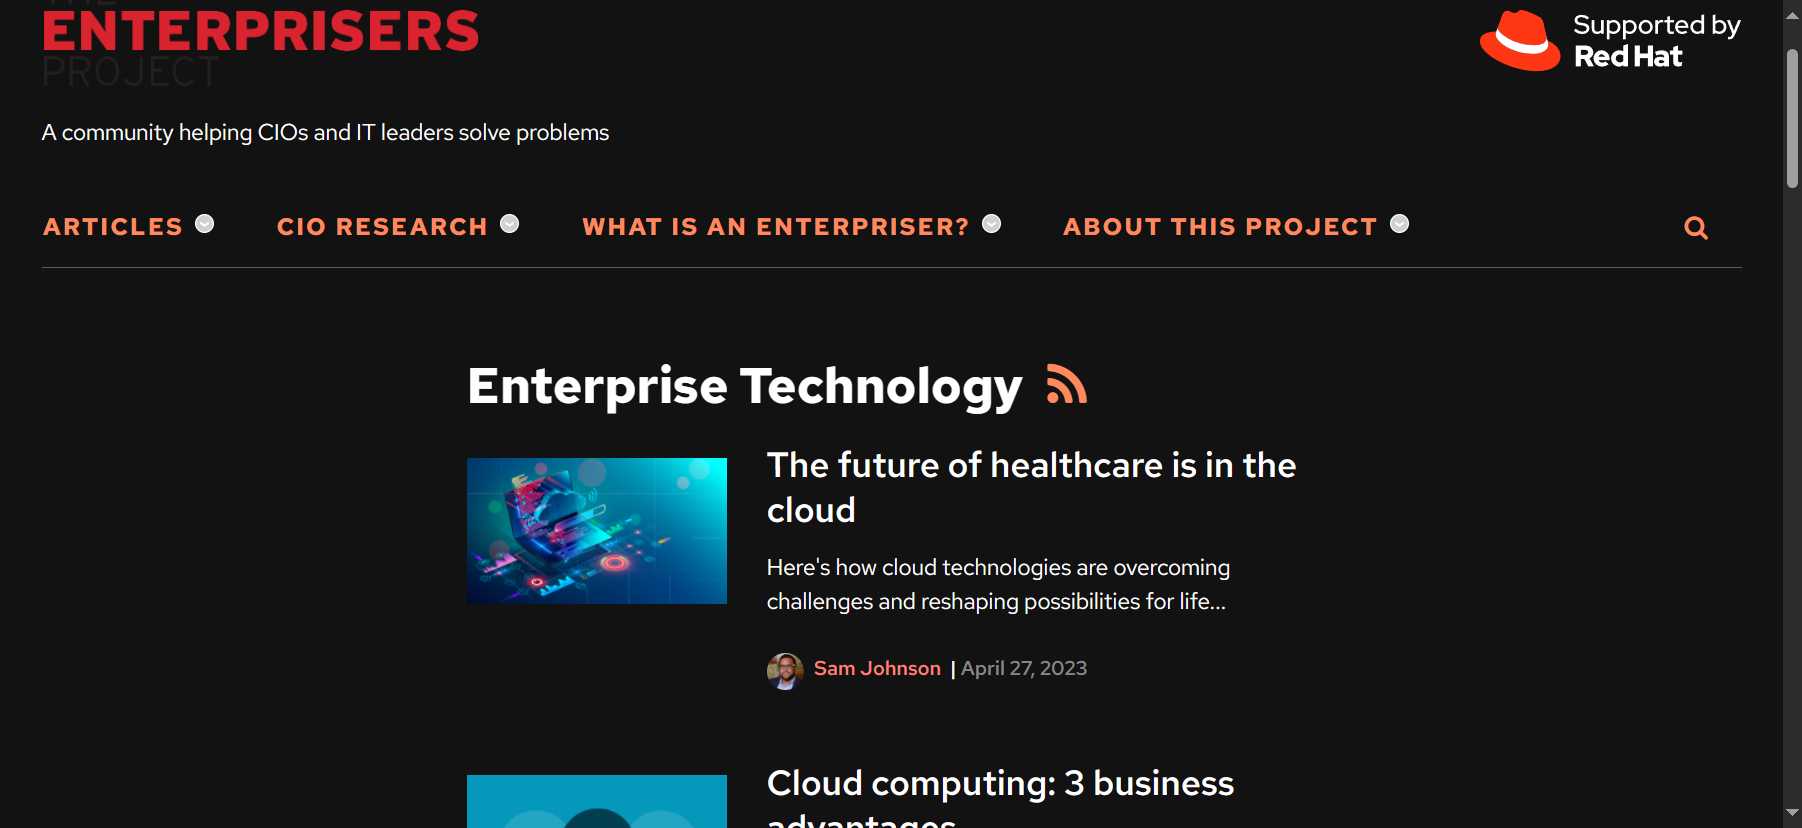 THE
ENTERPRISERS
PROJECT
Supported by
Red Hat
A community helping CIOs and IT leaders solve problems
ARTICLES
CIO RESEARCH
WHAT IS AN ENTERPRISER?
ABOUT THIS PROJECT
Enterprise Technology
The future of healthcare is in the
cloud
Here's how cloud technologies are overcoming
challenges and reshaping possibilities for life...
Sam Johnson | April 27, 2023
Cloud computing: 3 business
advantages